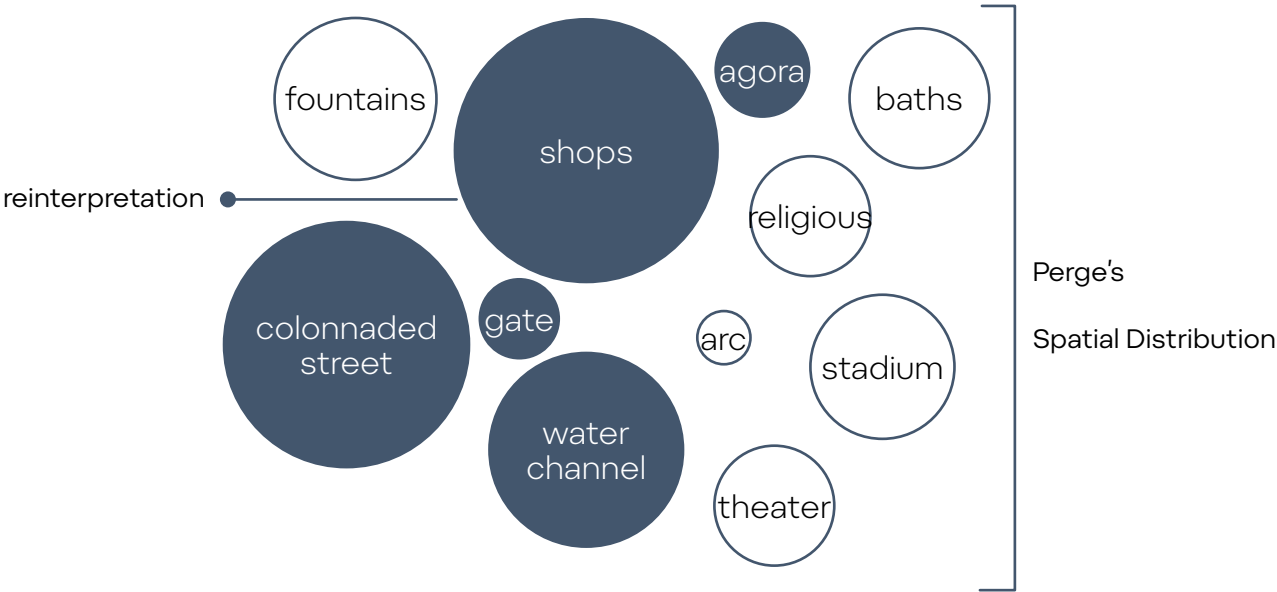 fountains
shops
agora
baths
reinterpretation
religious
Perge's
Spatial Distribution
colonnaded
street
gate
arc
stadium
water
channel
theater